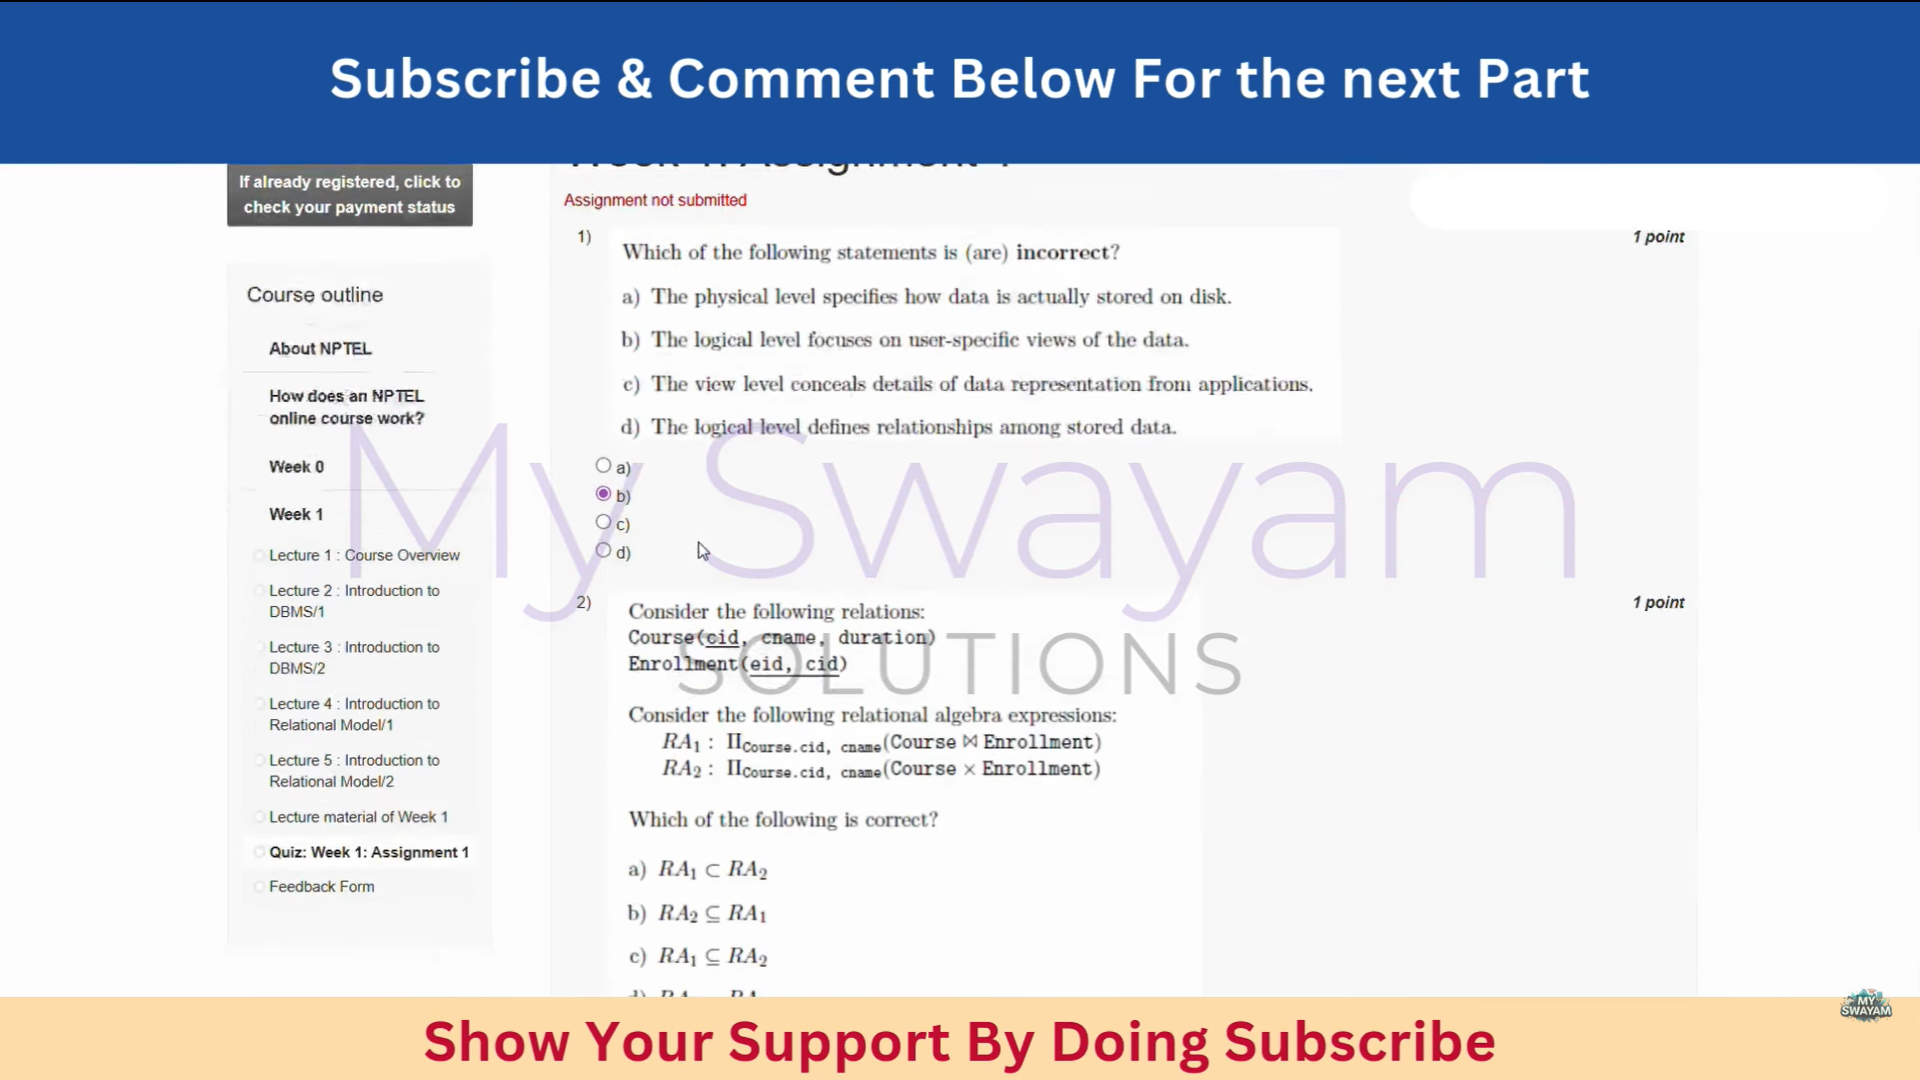 Subscribe & Comment Below For the next Part
If already registered, click to
check your payment status
Assignment not submitted
Course outline
About NPTEL
How does an NPTEL
online course work?
Week 0
Week 1
Lecture 1 : Course Overview
Lecture 2 : Introduction to
DBMS/1
Lecture 3 : Introduction to
DBMS/2
Lecture 4 : Introduction to
Relational Model/1
Lecture 5 : Introduction to
Relational Model/2
Lecture material of Week 1
Quiz: Week 1: Assignment 1
Feedback Form
1)
1 point
Which of the following statements is (are) incorrect?
a) The physical level specifies how data is actually stored on disk.
b) The logical level focuses on user-specific views of the data.
c) The view level conceals details of data representation from applications.
d) The logical level defines relationships among stored data.
a)
b)
c)
d)
2)
1 point
Consider the following relations:
Course(cid, cname, duration)
Enrollment(eid, cid)
Consider the following relational algebra expressions:
RA₁ : Π_Course.cid, cname(Course ⋈ Enrollment)
RA₂ : Π_Course.cid, cname(Course × Enrollment)
Which of the following is correct?
a) RA₁ ⊂ RA₂
b) RA₂ ⊆ RA₁
c) RA₁ ⊆ RA₂
My Swayam
SOLUTIONS
MY
SWAYAM
Show Your Support By Doing Subscribe